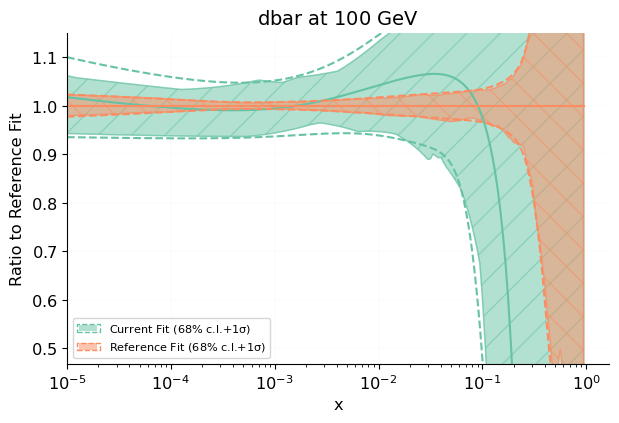 dbar at 100 GeV
Ratio to Reference Fit
1.1
1.0
0.9
0.8
0.7
0.6
0.5
Current Fit (68% c.l.+1σ)
Reference Fit (68% c.l.+1σ)
10⁻⁵ 10⁻⁴ 10⁻³ 10⁻² 10⁻¹ 10⁰
x